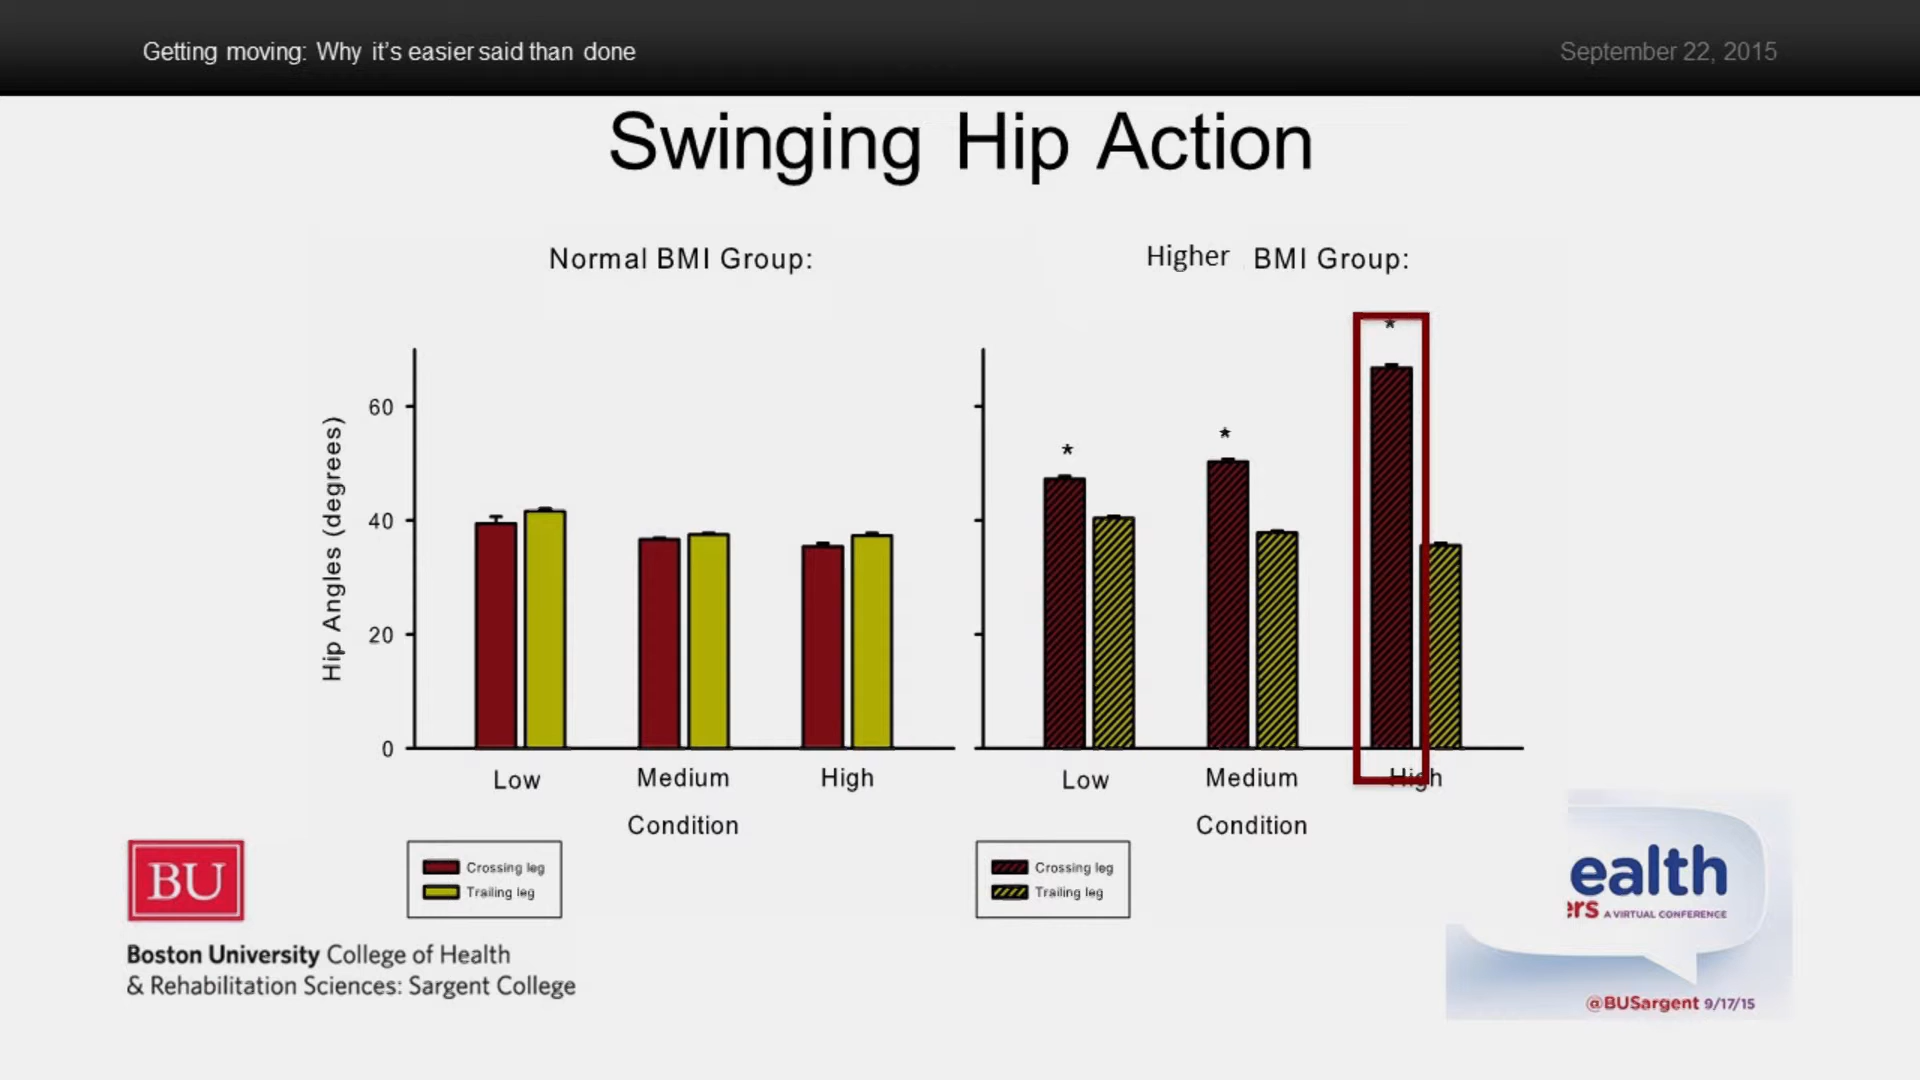 Getting moving: Why it's easier said than done
September 22, 2015
Swinging Hip Action
Normal BMI Group:
Higher BMI Group:
Hip Angles (degrees)
60
40
20
0
Low Medium High
Condition
Crossing leg
Trailing leg
*
*
*
Low Medium High
Condition
Crossing leg
Trailing leg
BU
Boston University College of Health
& Rehabilitation Sciences: Sargent College
ealth
ers A VIRTUAL CONFERENCE
@BUSargent 9/17/15